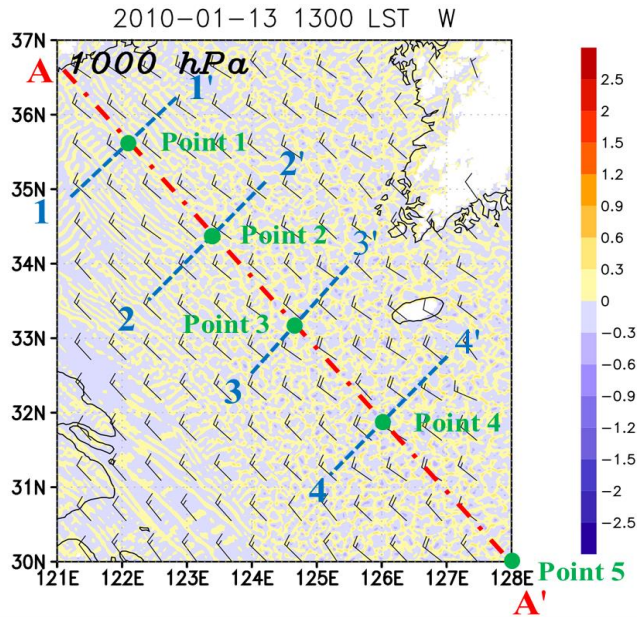 2010-01-13 1300 LST W
37N
A
1000 hPa
1'
2.5
36N
2
Point 1
1.5
2'
1.2
35N
1
0.9
Point 2
0.6
3'
34N
0.3
2
0
Point 3
-0.3
33N
4'
-0.6
3
-0.9
32N
Point 4
-1.2
4
-1.5
31N
-2
-2.5
30N
Point 5
121E 122E 123E 124E 125E 126E 127E 128E
A'